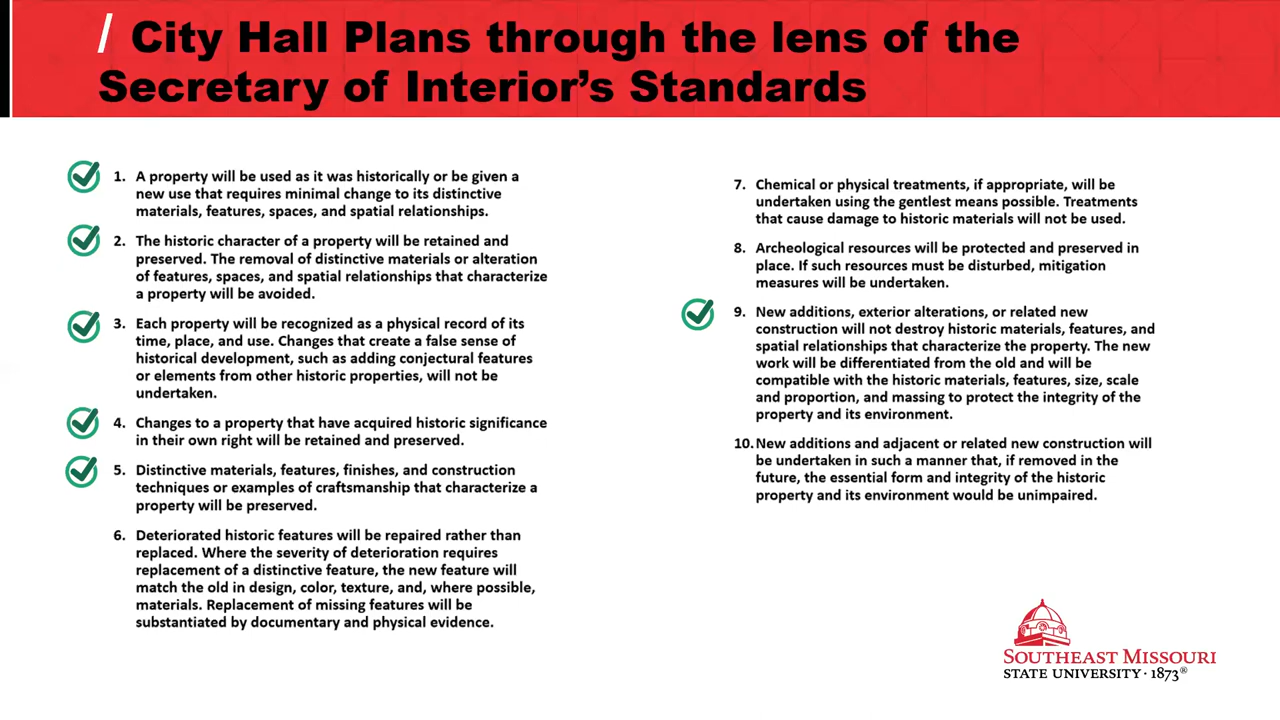 / City Hall Plans through the lens of the
Secretary of Interior’s Standards
1. A property will be used as it was historically or be given a
new use that requires minimal change to its distinctive
materials, features, spaces, and spatial relationships.
2. The historic character of a property will be retained and
preserved. The removal of distinctive materials or alteration
of features, spaces, and spatial relationships that characterize
a property will be avoided.
3. Each property will be recognized as a physical record of its
time, place, and use. Changes that create a false sense of
historical development, such as adding conjectural features
or elements from other historic properties, will not be
undertaken.
4. Changes to a property that have acquired historic significance
in their own right will be retained and preserved.
5. Distinctive materials, features, finishes, and construction
techniques or examples of craftsmanship that characterize a
property will be preserved.
6. Deteriorated historic features will be repaired rather than
replaced. Where the severity of deterioration requires
replacement of a distinctive feature, the new feature will
match the old in design, color, texture, and, where possible,
materials. Replacement of missing features will be
substantiated by documentary and physical evidence.
7. Chemical or physical treatments, if appropriate, will be
undertaken using the gentlest means possible. Treatments
that cause damage to historic materials will not be used.
8. Archeological resources will be protected and preserved in
place. If such resources must be disturbed, mitigation
measures will be undertaken.
9. New additions, exterior alterations, or related new
construction will not destroy historic materials, features, and
spatial relationships that characterize the property. The new
work will be differentiated from the old and will be
compatible with the historic materials, features, size, scale
and proportion, and massing to protect the integrity of the
property and its environment.
10. New additions and adjacent or related new construction will
be undertaken in such a manner that, if removed in the
future, the essential form and integrity of the historic
property and its environment would be unimpaired.
SOUTHEAST MISSOURI
STATE UNIVERSITY · 1873®